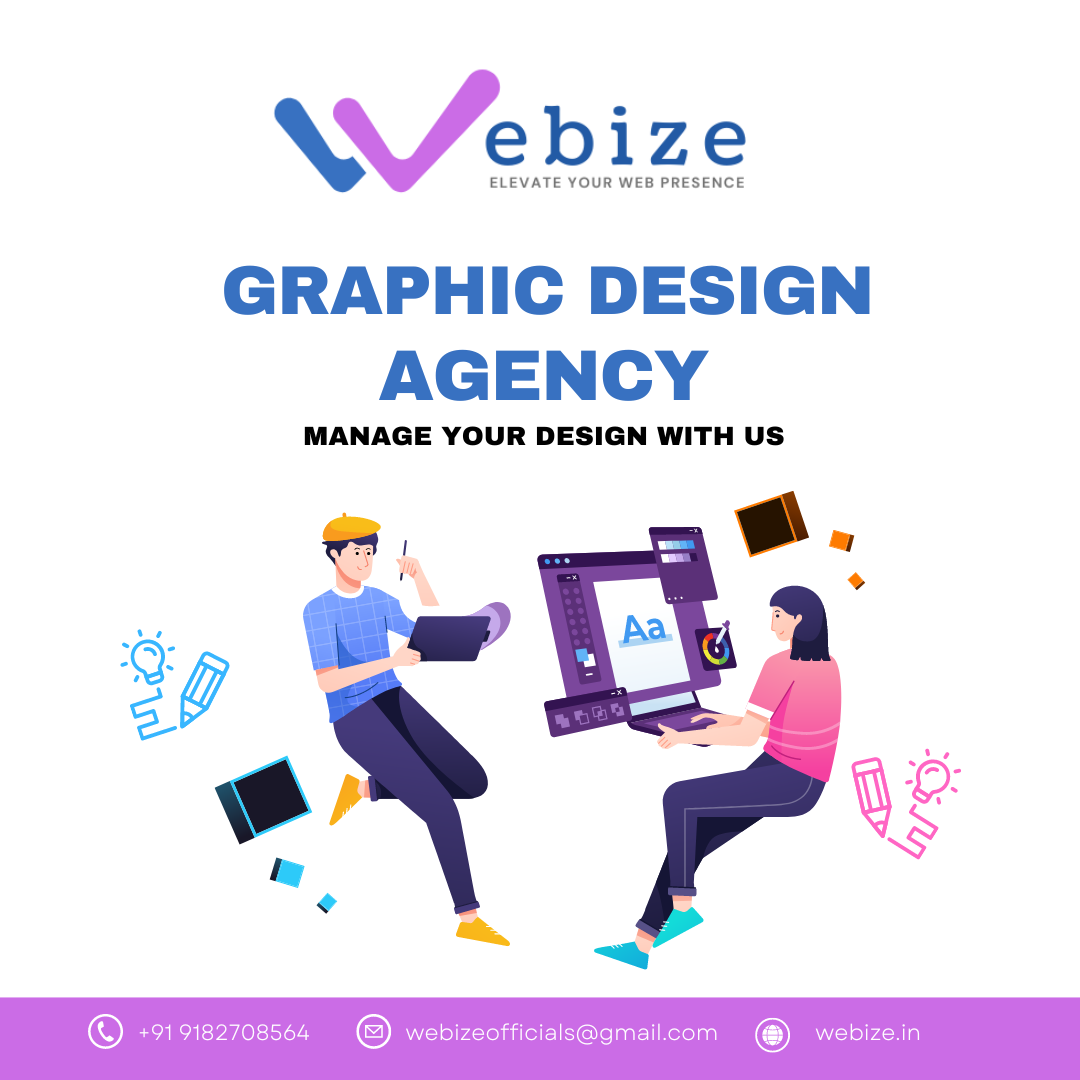 Webize
ELEVATE YOUR WEB PRESENCE
GRAPHIC DESIGN
AGENCY
MANAGE YOUR DESIGN WITH US
Aa
+91 9182708564
webizeofficials@gmail.com
webize.in